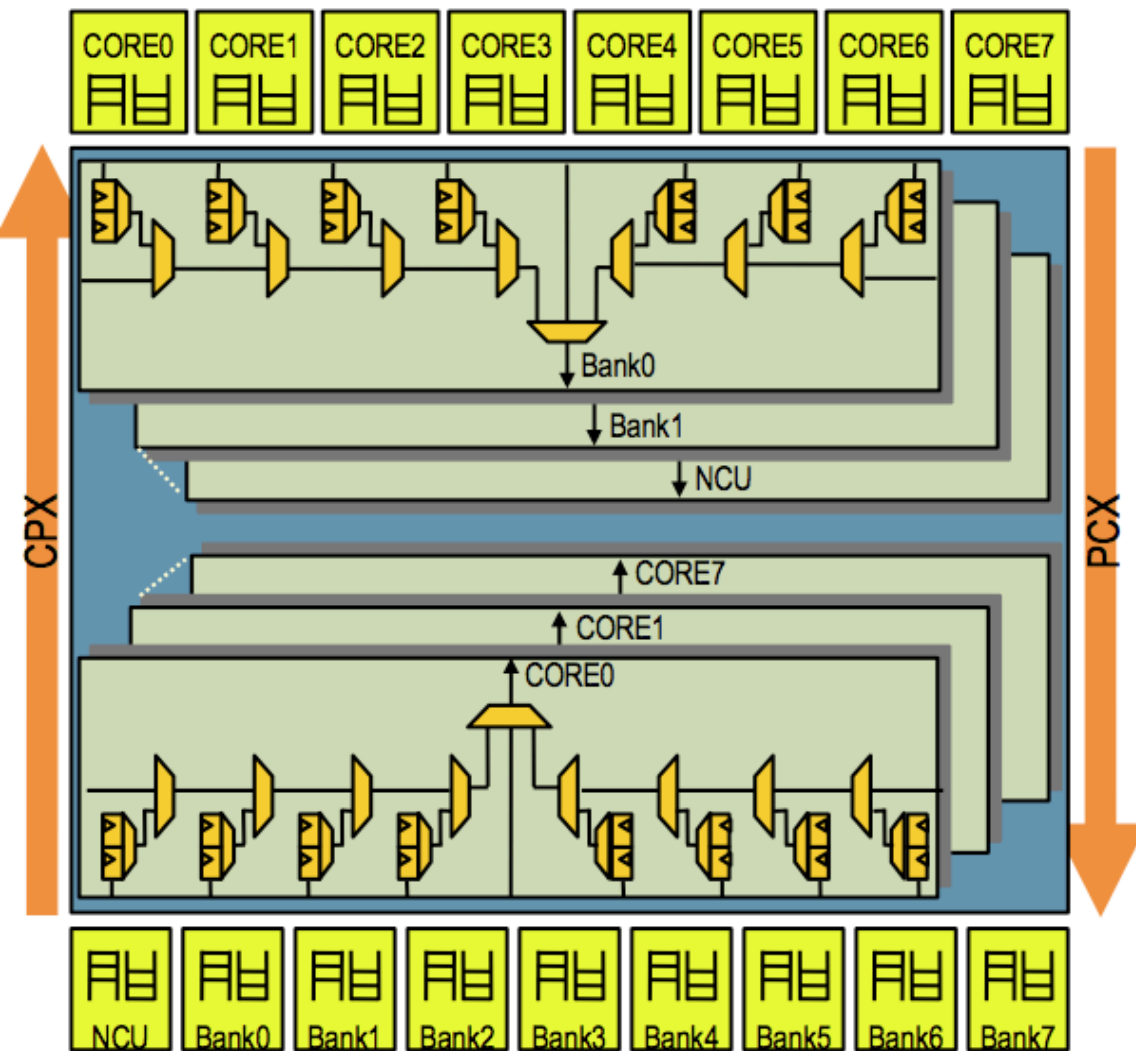 CORE0 CORE1 CORE2 CORE3 CORE4 CORE5 CORE6 CORE7
Bank0
Bank1
NCU
CPX
PCX
CORE7
CORE1
CORE0
NCU Bank0 Bank1 Bank2 Bank3 Bank4 Bank5 Bank6 Bank7